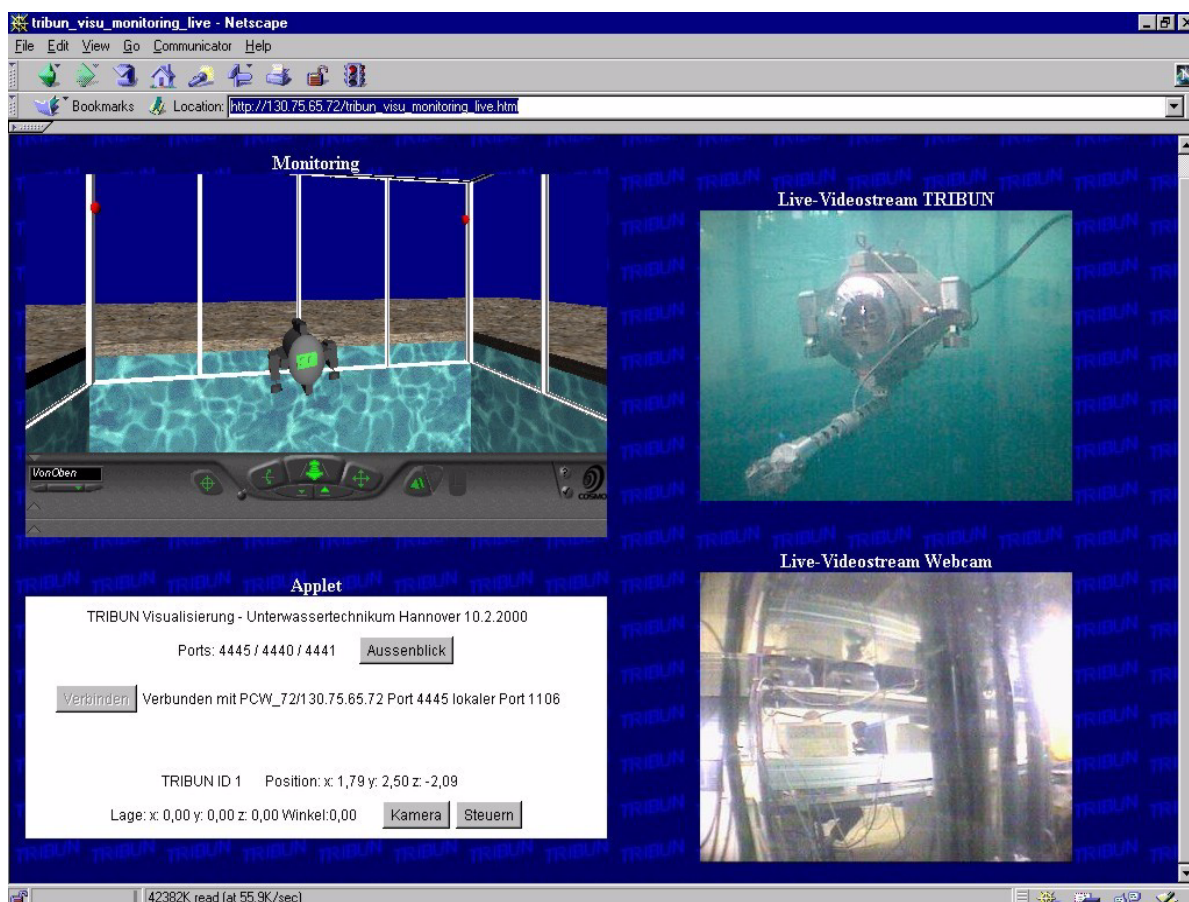 tribun_visu_monitoring_live - Netscape
File Edit View Go Communicator Help
Bookmarks Location: http://130.75.65.72/tribun_visu_monitoring_live.html
Monitoring
VonOben
COSMO
Applet
TRIBUN Visualisierung - Unterwassertechnikum Hannover 10.2.2000
Ports: 4445 / 4440 / 4441 Aussenblick
Verbinden Verbunden mit PCW_72/130.75.65.72 Port 4445 lokaler Port 1106
TRIBUN ID 1 Position: x: 1,79 y: 2,50 z: -2,09
Lage: x: 0,00 y: 0,00 z: 0,00 Winkel:0,00 Kamera Steuern
Live-Videostream TRIBUN
Live-Videostream Webcam
TRIBUN
42382K read (at 55.9K/sec)